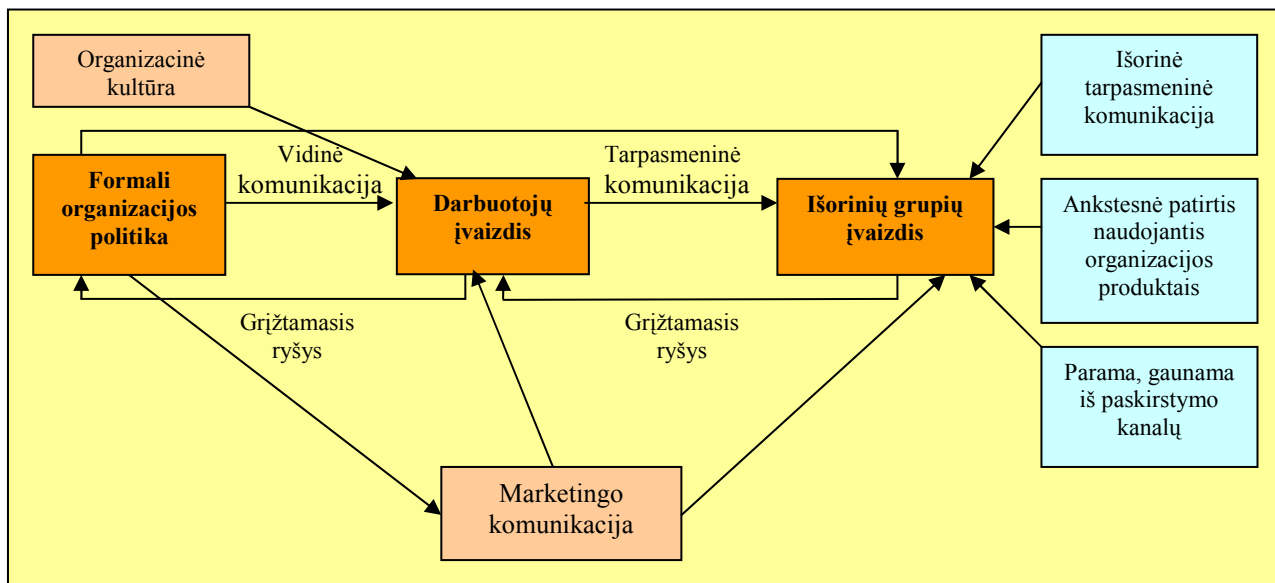 Organizacinė
kultūra
Išorinė
tarpasmeninė
komunikacija
Formali
organizacijos
politika
Vidinė
komunikacija
Darbuotojų
įvaizdis
Tarpasmeninė
komunikacija
Išorinių grupių
įvaizdis
Ankstesnė patirtis
naudojantis
organizacijos
produktais
Grįžtamasis
ryšys
Grįžtamasis
ryšys
Parama, gaunama
iš paskirstymo
kanalų
Marketingo
komunikacija